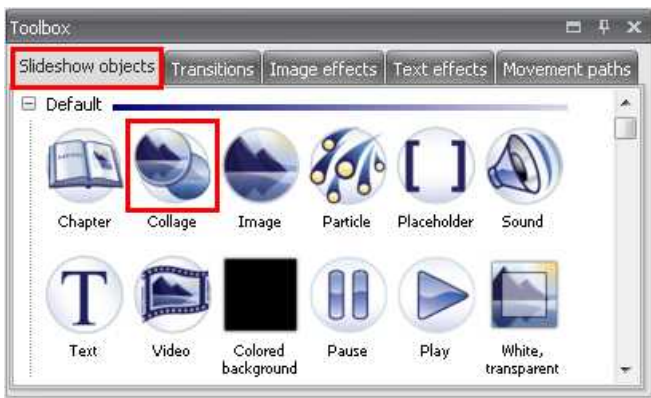 Toolbox
Slideshow objects Transitions Image effects Text effects Movement paths
Default
Chapter Collage Image Particle Placeholder Sound
Text Video Colored background Pause Play White, transparent